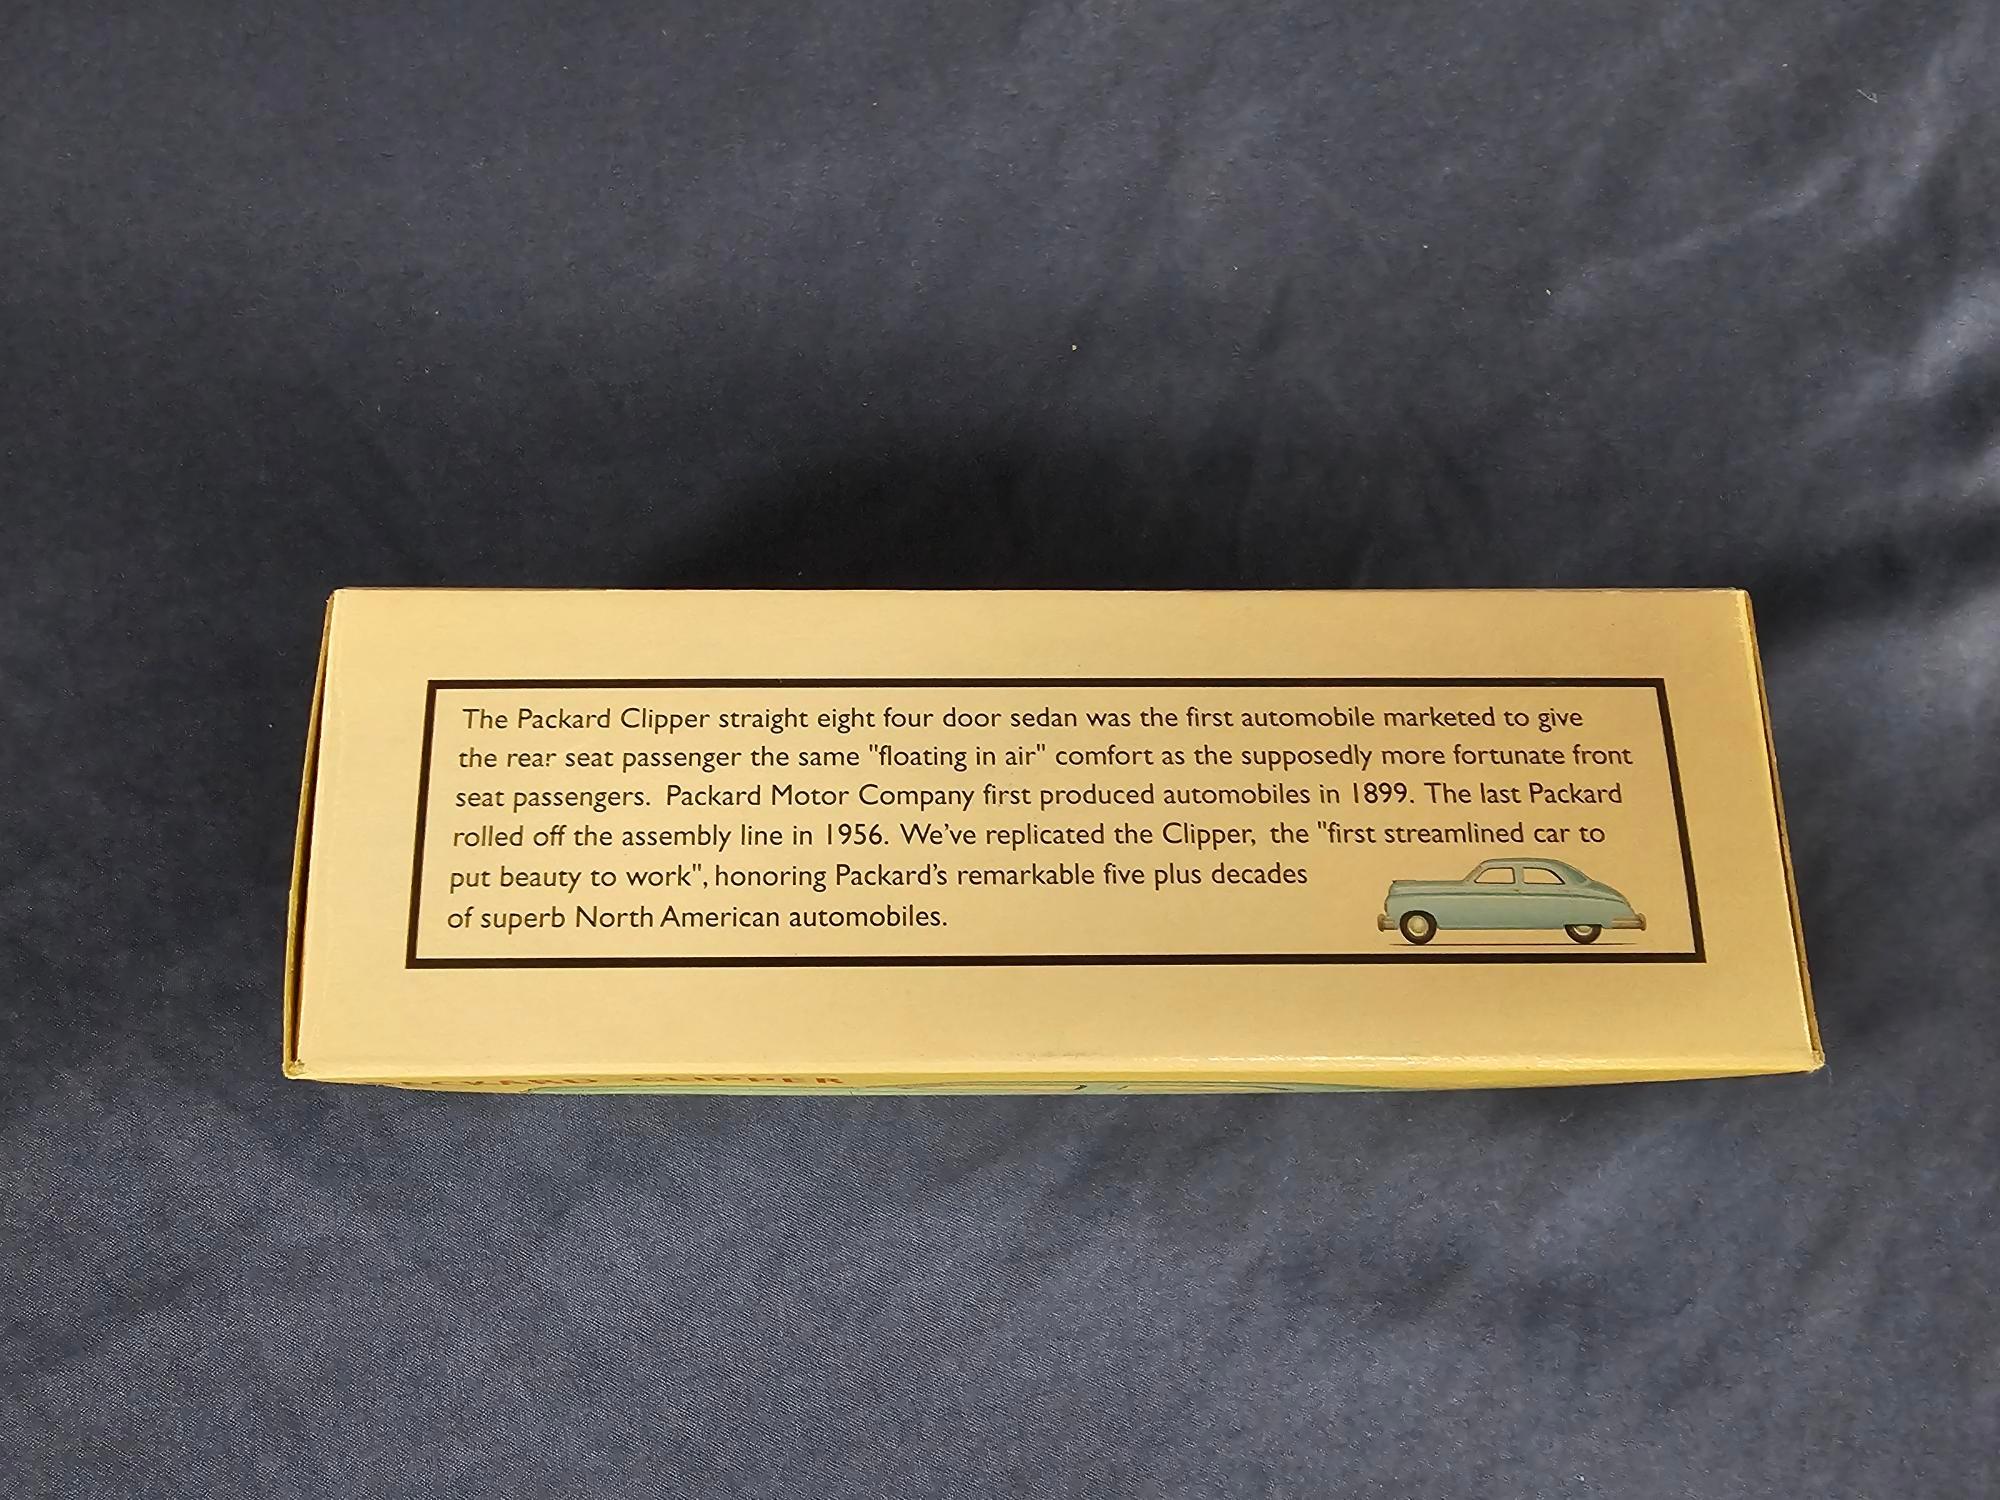 The Packard Clipper straight eight four door sedan was the first automobile marketed to give
the rear seat passenger the same "floating in air" comfort as the supposedly more fortunate front
seat passengers. Packard Motor Company first produced automobiles in 1899. The last Packard
rolled off the assembly line in 1956. We've replicated the Clipper, the "first streamlined car to
put beauty to work", honoring Packard's remarkable five plus decades
of superb North American automobiles.
CLIPPER